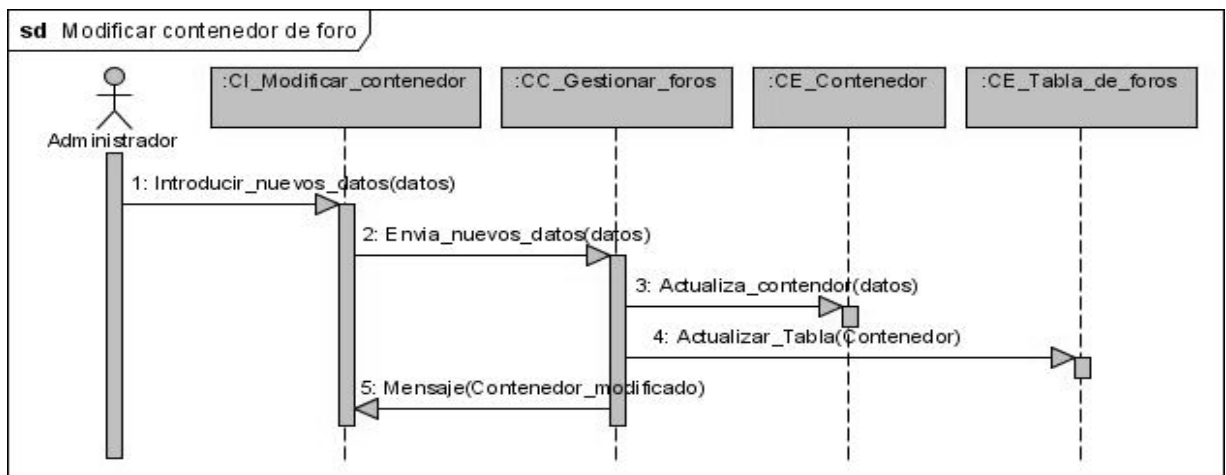 sd Modificar contenedor de foro
:CI_Modificar_contenedor
:CC_Gestionar_foros
:CE_Contenedor
:CE_Tabla_de_foros
Administrador
1: Introducir_nuevos_datos(datos)
2: Envia_nuevos_datos(datos)
3: Actualiza_contendor(datos)
4: Actualizar_Tabla(Contenedor)
5: Mensaje(Contenedor_modificado)